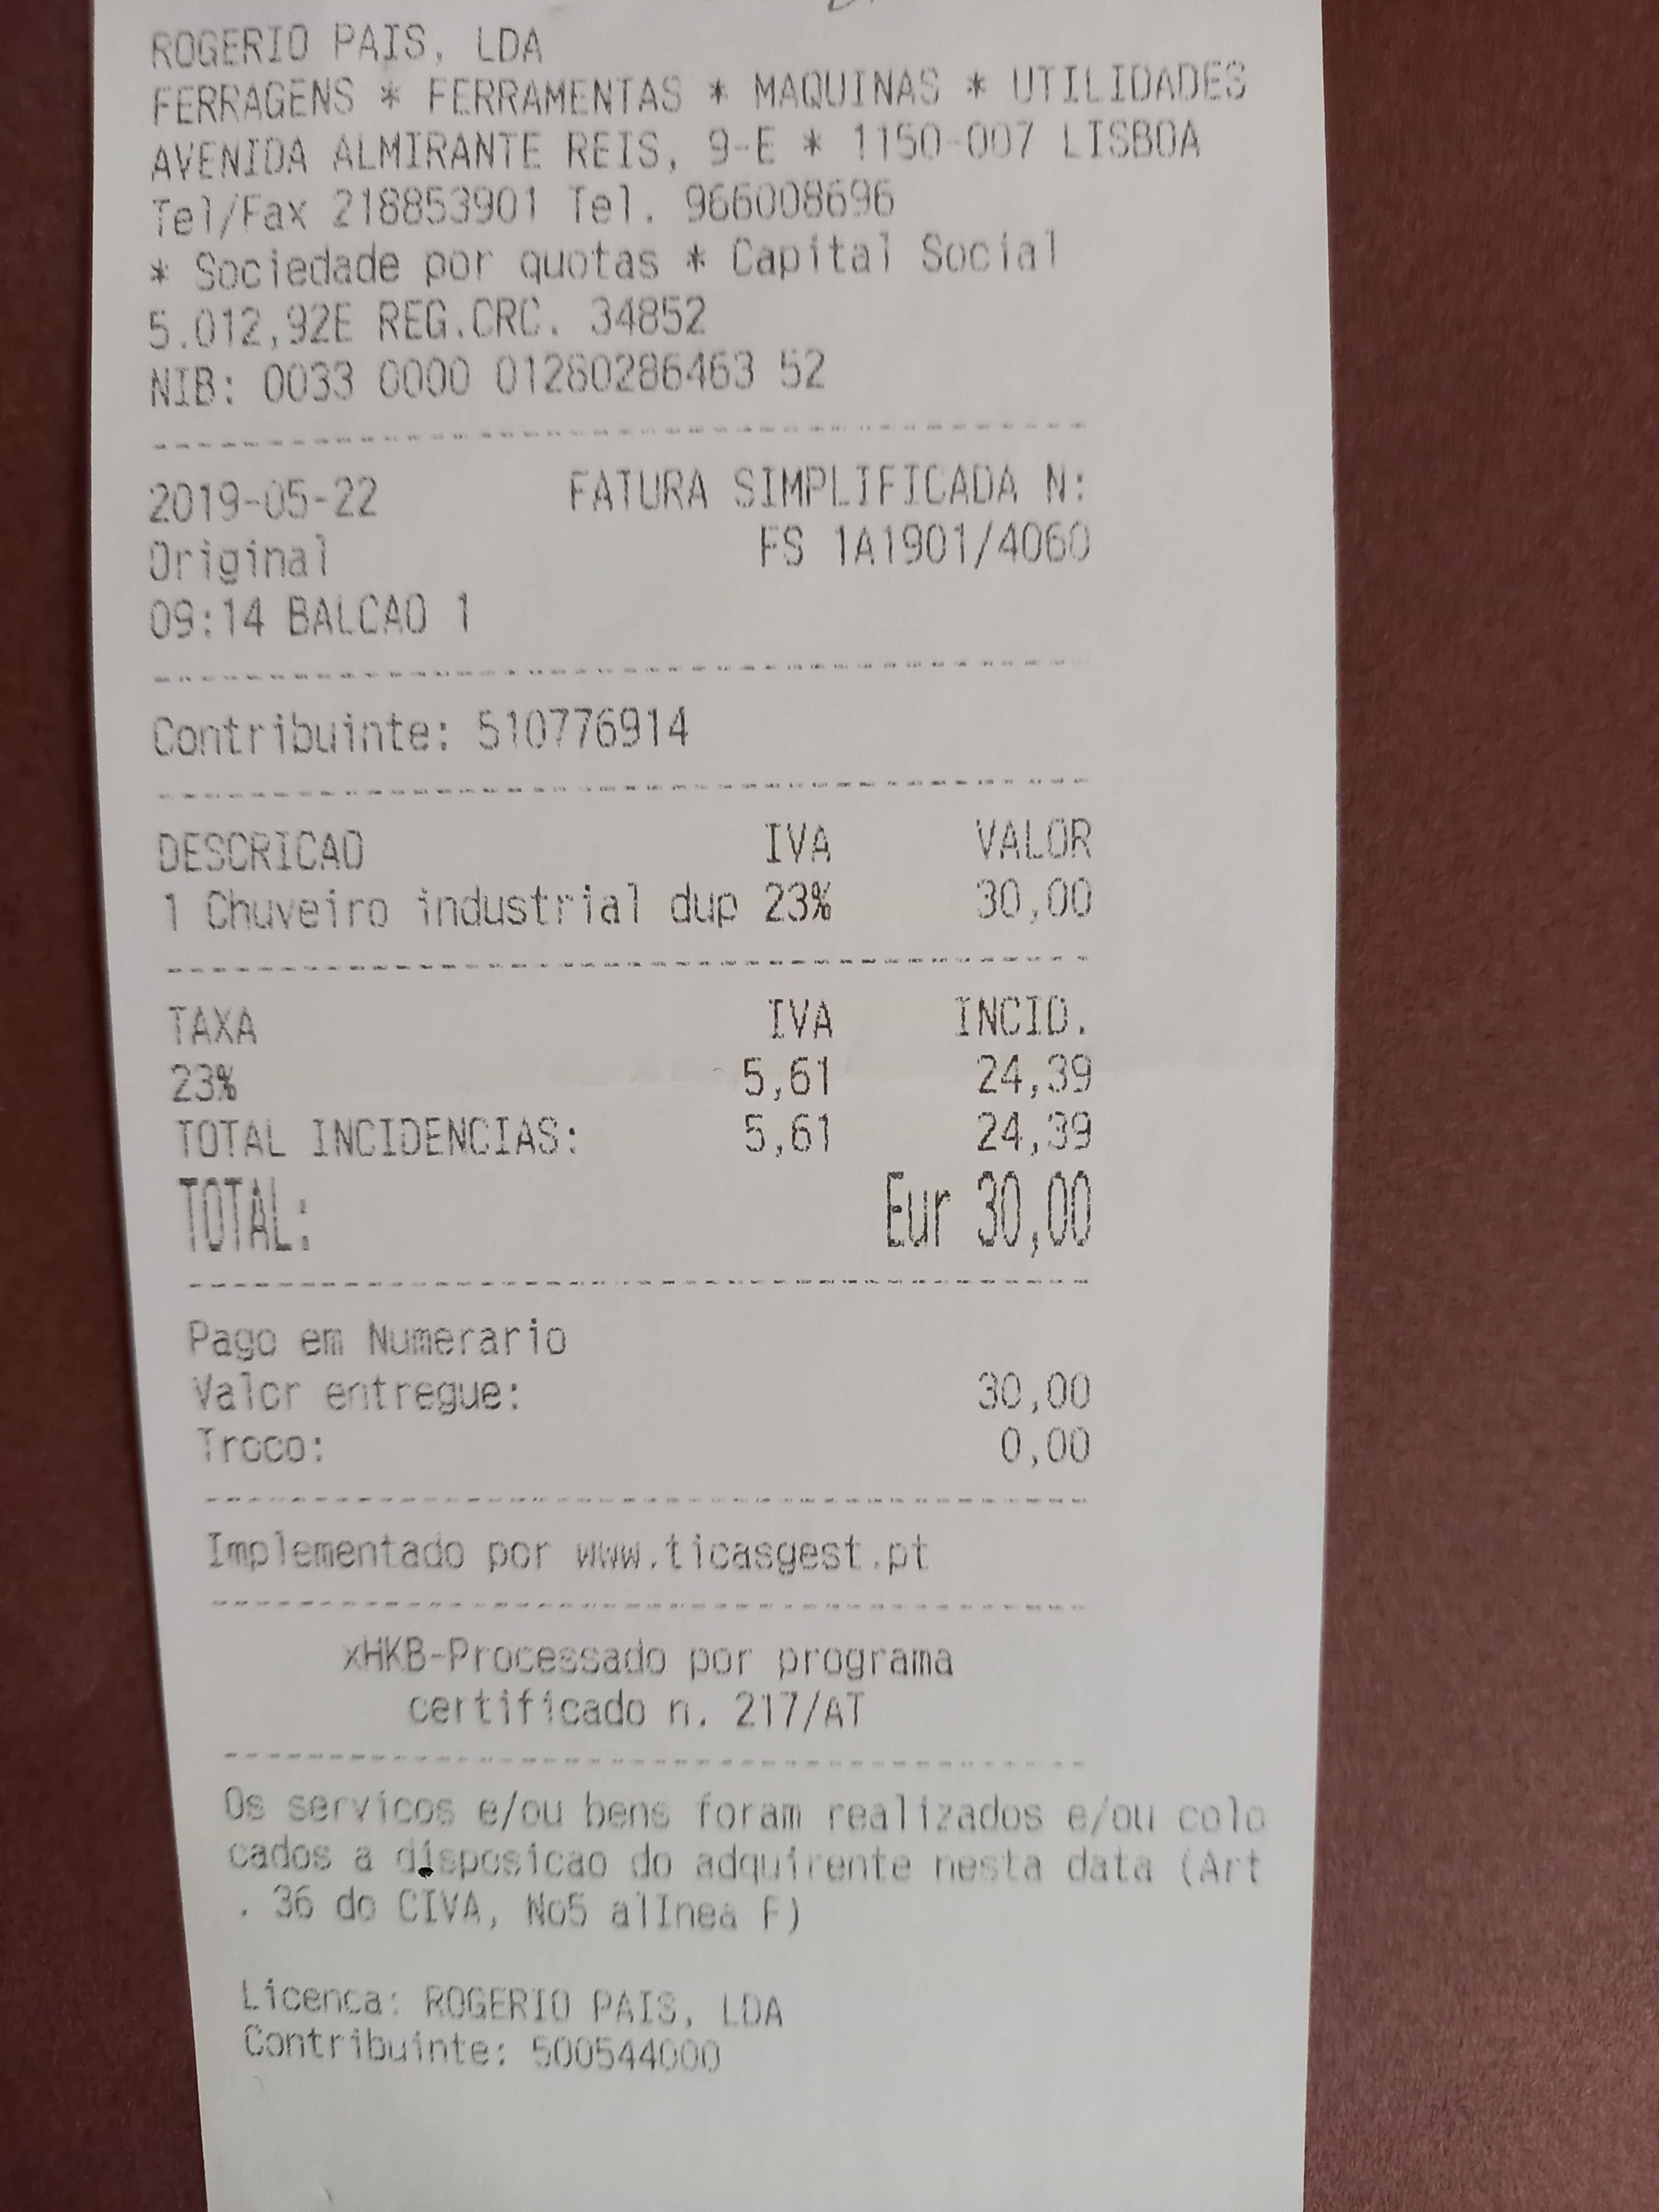 ROGERIO PAIS, LDA
FERRAGENS * FERRAMENTAS * MAQUINAS * UTILIDADES
AVENIDA ALMIRANTE REIS, 9-E * 1150-007 LISBOA
Tel/Fax 218853901 Tel. 966008696
* Sociedade por quotas * Capital Social
5.012,92E REG.CRC. 34852
NIB: 0033 0000 01280286463 52
2019-05-22 FATURA SIMPLIFICADA N:
Original FS 1A1901/4060
09:14 BALCAO 1
Contribuinte: 510776914
DESCRICAO IVA VALOR
1 Chuveiro industrial dup 23% 30,00
TAXA IVA INCID.
23% 5,61 24,39
TOTAL INCIDENCIAS: 5,61 24,39
TOTAL: Eur 30,00
Pago em Numerario
Valor entregue: 30,00
Troco: 0,00
Implementado por www.ticasgest.pt
xHKB-Processado por programa
certificado n. 217/AT
Os servicos e/ou bens foram realizados e/ou colo
cados a disposicao do adquirente nesta data (Art
. 36 do CIVA, No5 alInea F)
Licenca: ROGERIO PAIS, LDA
Contribuinte: 500544000